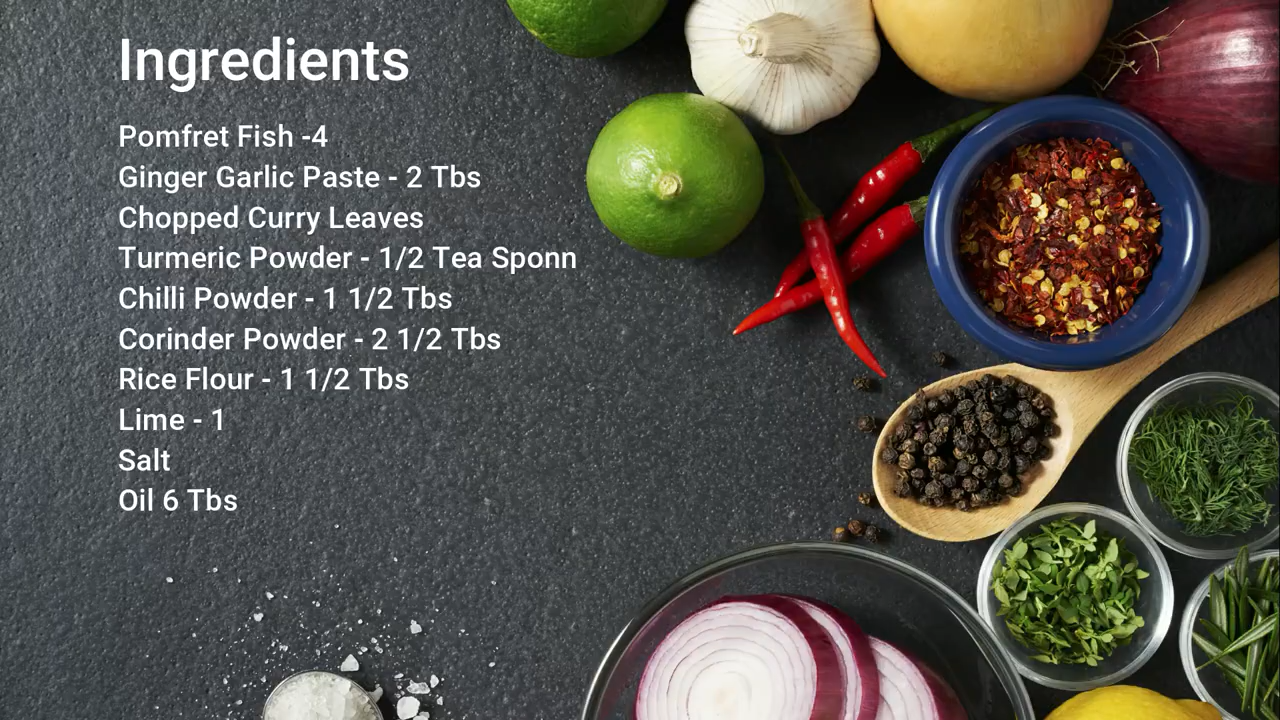 Ingredients
Pomfret Fish -4
Ginger Garlic Paste - 2 Tbs
Chopped Curry Leaves
Turmeric Powder - 1/2 Tea Sponn
Chilli Powder - 1 1/2 Tbs
Corinder Powder - 2 1/2 Tbs
Rice Flour - 1 1/2 Tbs
Lime - 1
Salt
Oil 6 Tbs